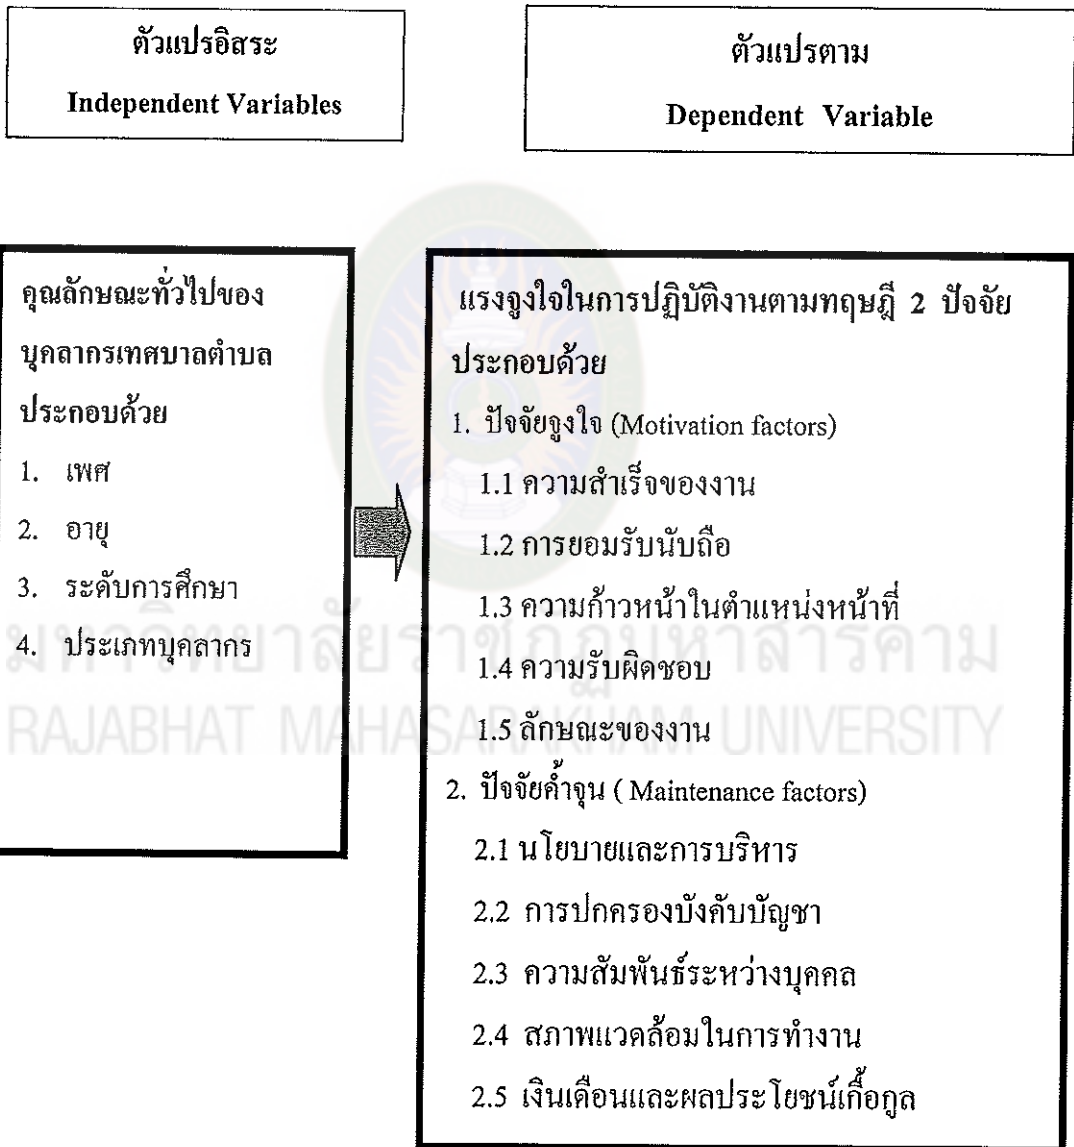 ตัวแปรอิสระ
Independent Variables
ตัวแปรตาม
Dependent Variable
คุณลักษณะทั่วไปของ
บุคลากรเทศบาลตำบล
ประกอบด้วย
1. เพศ
2. อายุ
3. ระดับการศึกษา
4. ประเภทบุคลากร
แรงจูงใจในการปฏิบัติงานตามทฤษฎี 2 ปัจจัย
ประกอบด้วย
1. ปัจจัยจูงใจ (Motivation factors)
1.1 ความสำเร็จของงาน
1.2 การยอมรับนับถือ
1.3 ความก้าวหน้าในตำแหน่งหน้าที่
1.4 ความรับผิดชอบ
1.5 ลักษณะของงาน
2. ปัจจัยค้ำจุน ( Maintenance factors)
2.1 นโยบายและการบริหาร
2.2 การปกครองบังคับบัญชา
2.3 ความสัมพันธ์ระหว่างบุคคล
2.4 สภาพแวดล้อมในการทำงาน
2.5 เงินเดือนและผลประโยชน์เกื้อกูล
มหาวิทยาลัยราชภัฏมหาสารคาม
RAJABHAT MAHASARAKHAM UNIVERSITY